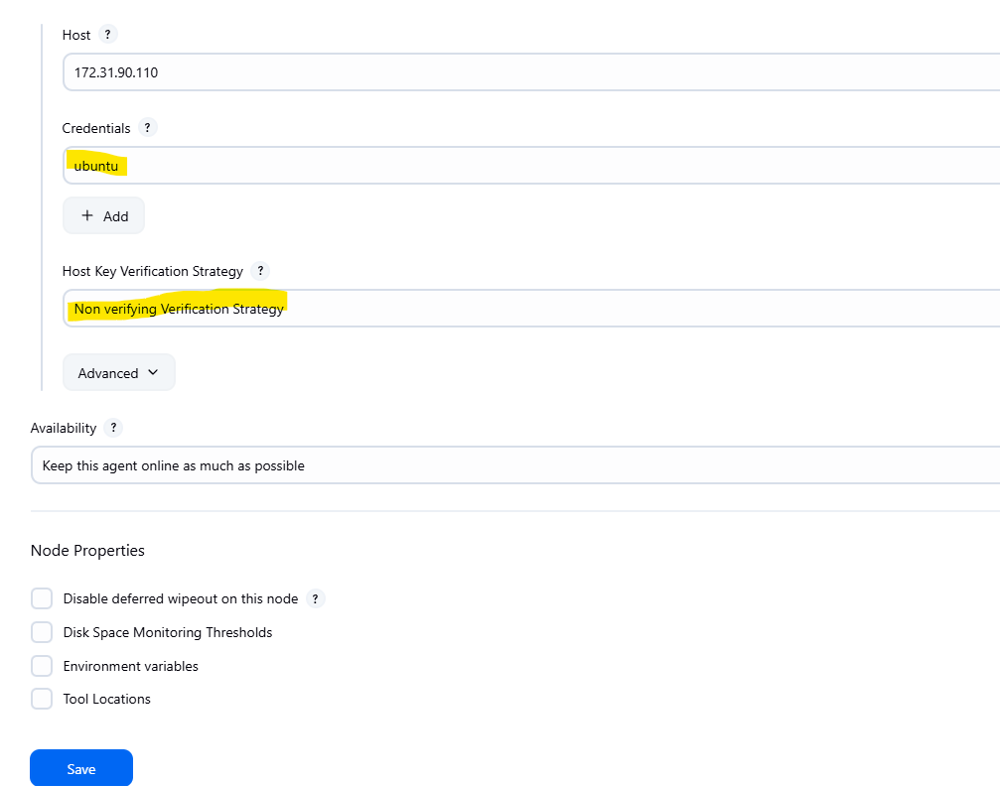 Host ?
172.31.90.110
Credentials ?
ubuntu
+ Add
Host Key Verification Strategy ?
Non verifying Verification Strategy
Advanced
Availability ?
Keep this agent online as much as possible
Node Properties
Disable deferred wipeout on this node ?
Disk Space Monitoring Thresholds
Environment variables
Tool Locations
Save